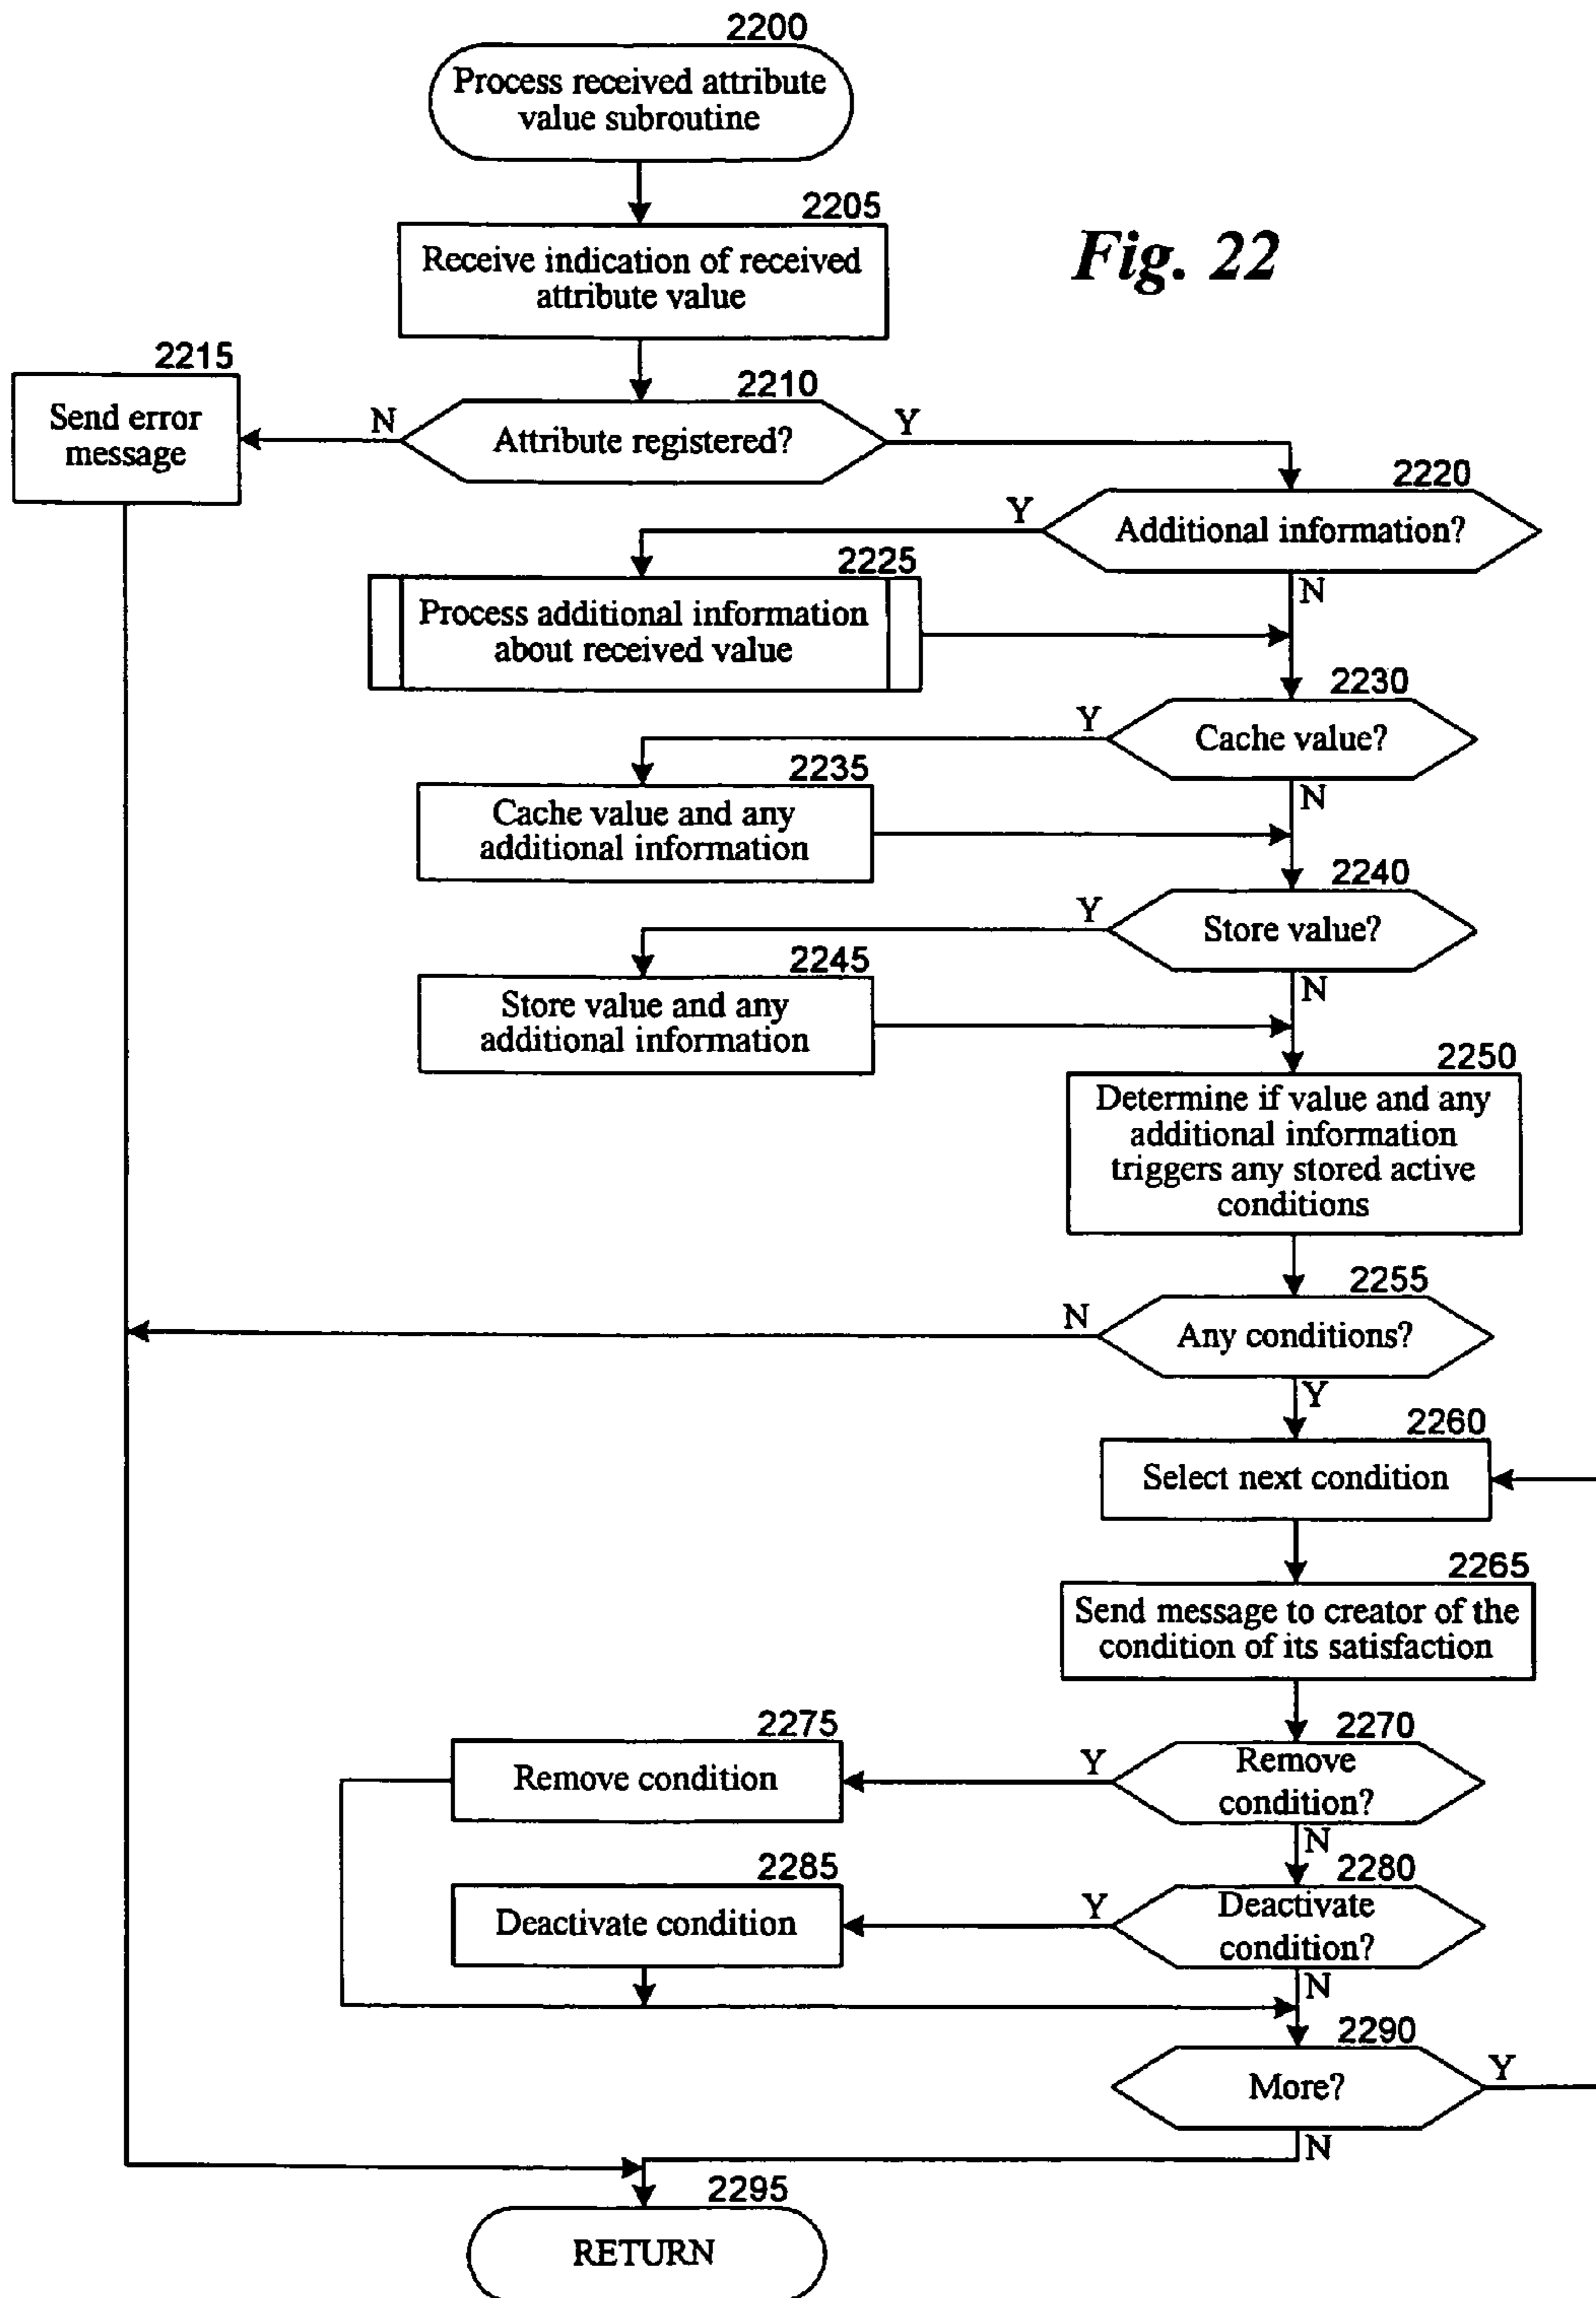 2200
Process received attribute
value subroutine
2205
Receive indication of received
attribute value
Fig. 22
2215
Send error
message
N
2210
Attribute registered?
Y
2220
Additional information?
Y
N
2225
Process additional information
about received value
2230
Cache value?
Y
N
2235
Cache value and any
additional information
2240
Store value?
Y
N
2245
Store value and any
additional information
2250
Determine if value and any
additional information
triggers any stored active
conditions
2255
Any conditions?
N
Y
2260
Select next condition
2265
Send message to creator of the
condition of its satisfaction
2270
Remove
condition?
Y
N
2275
Remove condition
2280
Deactivate
condition?
Y
N
2285
Deactivate condition
2290
More?
Y
N
2295
RETURN